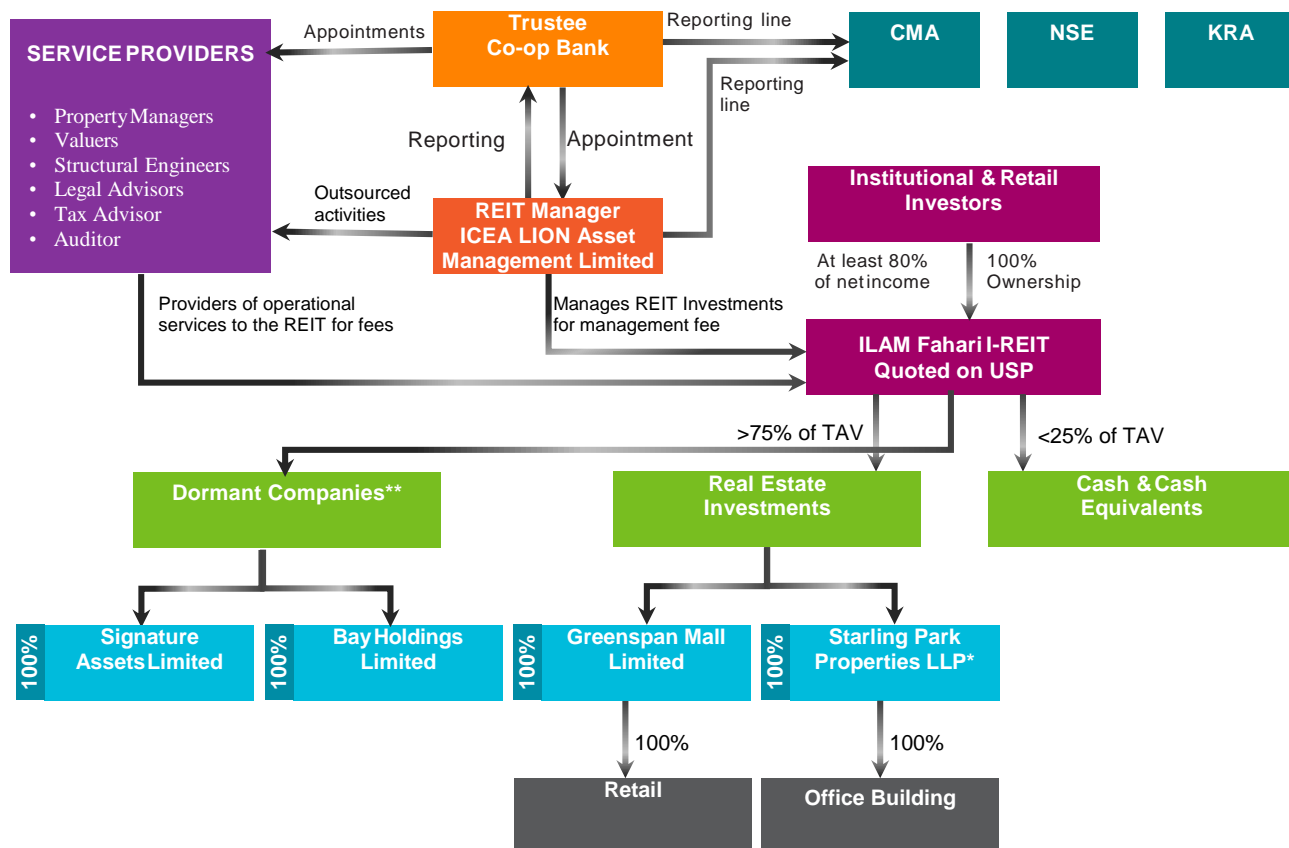 SERVICE PROVIDERS
• Property Managers
• Valuers
• Structural Engineers
• Legal Advisors
• Tax Advisor
• Auditor
Appointments
Trustee
Co-op Bank
Reporting line
CMA
NSE
KRA
Reporting
line
Reporting
Appointment
Outsourced
activities
REIT Manager
ICEA LION Asset
Management Limited
Institutional & Retail
Investors
At least 80%
of net income
100%
Ownership
Providers of operational
services to the REIT for fees
Manages REIT Investments
for management fee
ILAM Fahari I-REIT
Quoted on USP
>75% of TAV
<25% of TAV
Dormant Companies**
Real Estate
Investments
Cash & Cash
Equivalents
100%
Signature
Assets Limited
100%
Bay Holdings
Limited
100%
Greenspan Mall
Limited
100%
Starling Park
Properties LLP*
100%
100%
Retail
Office Building